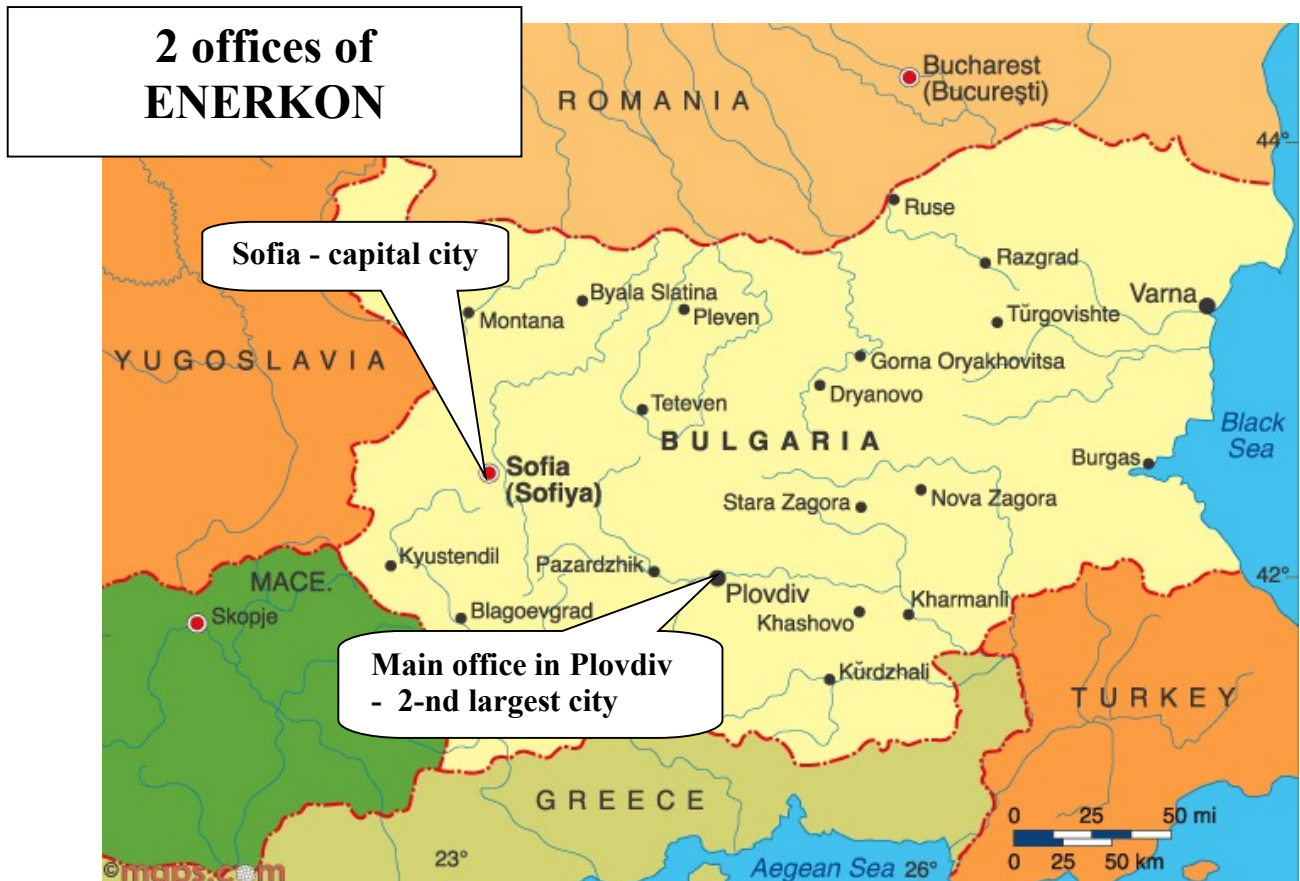 2 offices of
ENERKON
Bucharest
(București)
ROMANIA
44°
Ruse
Sofia - capital city
Razgrad
Byala Slatina
Varna
Montana
Pleven
Tŭrgovishte
YUGOSLAVIA
Gorna Oryakhovitsa
Dryanovo
Teteven
Black
Sea
BULGARIA
Burgas
Sofia
(Sofiya)
Stara Zagora
Nova Zagora
Kyustendil
Pazardzhik
42°
MACE.
Plovdiv
Skopje
Blagoevgrad
Khashovo
Kharmanli
Main office in Plovdiv
- 2-nd largest city
Kŭrdzhali
TURKEY
GREECE
0 25 50 mi
0 25 50 km
23°
Aegean Sea
26°
©maps.com